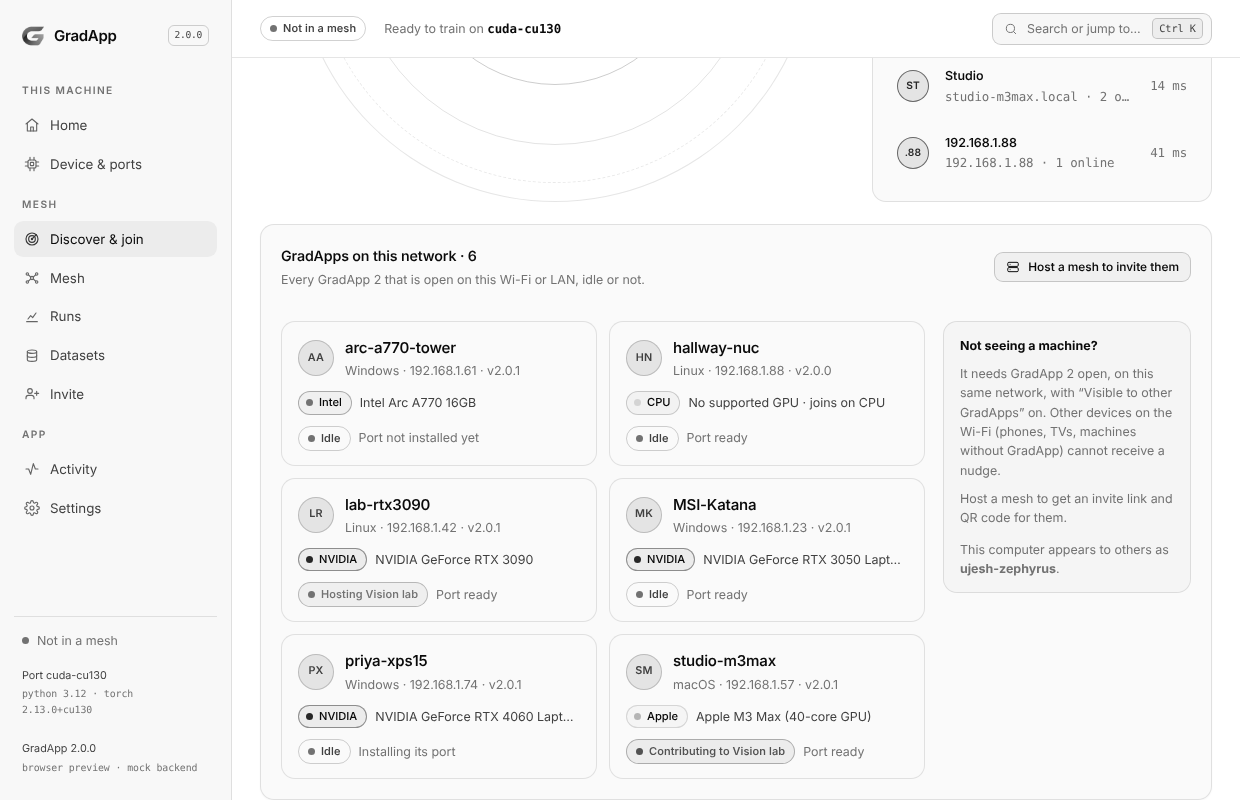 GradApp
2.0.0
THIS MACHINE
Home
Device & ports
MESH
Discover & join
Mesh
Runs
Datasets
Invite
APP
Activity
Settings
Not in a mesh
Port cuda-cu130
python 3.12 · torch
2.13.0+cu130
GradApp 2.0.0
browser preview · mock backend
Not in a mesh
Ready to train on cuda-cu130
Search or jump to...
Ctrl K
ST
Studio
studio-m3max.local · 2 o…
14 ms
.88
192.168.1.88
192.168.1.88 · 1 online
41 ms
GradApps on this network · 6
Every GradApp 2 that is open on this Wi-Fi or LAN, idle or not.
Host a mesh to invite them
AA
arc-a770-tower
Windows · 192.168.1.61 · v2.0.1
Intel
Intel Arc A770 16GB
Idle
Port not installed yet
HN
hallway-nuc
Linux · 192.168.1.88 · v2.0.0
CPU
No supported GPU · joins on CPU
Idle
Port ready
LR
lab-rtx3090
Linux · 192.168.1.42 · v2.0.1
NVIDIA
NVIDIA GeForce RTX 3090
Hosting Vision lab
Port ready
MK
MSI-Katana
Windows · 192.168.1.23 · v2.0.1
NVIDIA
NVIDIA GeForce RTX 3050 Lapt…
Idle
Port ready
PX
priya-xps15
Windows · 192.168.1.74 · v2.0.1
NVIDIA
NVIDIA GeForce RTX 4060 Lapt…
Idle
Installing its port
SM
studio-m3max
macOS · 192.168.1.57 · v2.0.1
Apple
Apple M3 Max (40-core GPU)
Contributing to Vision lab
Port ready
Not seeing a machine?
It needs GradApp 2 open, on this
same network, with “Visible to other
GradApps” on. Other devices on the
Wi-Fi (phones, TVs, machines
without GradApp) cannot receive a
nudge.
Host a mesh to get an invite link and
QR code for them.
This computer appears to others as
ujesh-zephyrus.